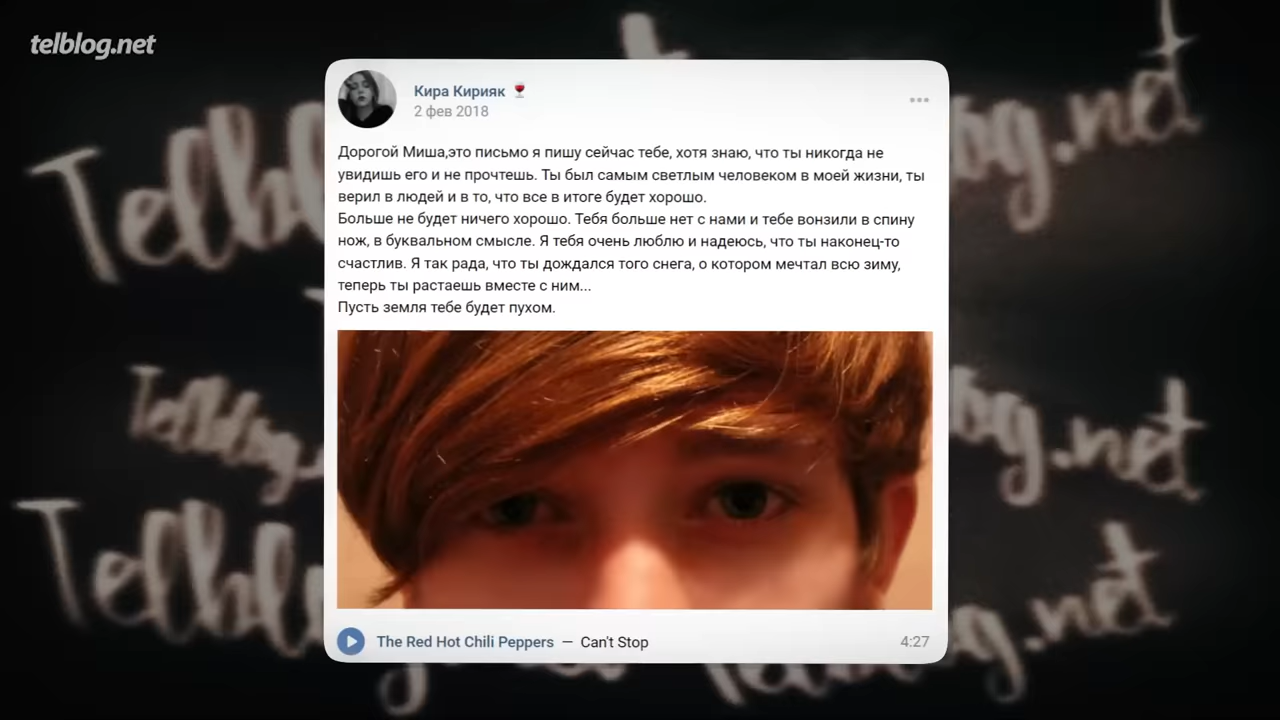 telblog.net
Кира Кирияк 🍷
2 фев 2018
Дорогой Миша,это письмо я пишу сейчас тебе, хотя знаю, что ты никогда не
увидишь его и не прочтешь. Ты был самым светлым человеком в моей жизни, ты
верил в людей и в то, что все в итоге будет хорошо.
Больше не будет ничего хорошо. Тебя больше нет с нами и тебе вонзили в спину
нож, в буквальном смысле. Я тебя очень люблю и надеюсь, что ты наконец-то
счастлив. Я так рада, что ты дождался того снега, о котором мечтал всю зиму,
теперь ты растаешь вместе с ним...
Пусть земля тебе будет пухом.
The Red Hot Chili Peppers — Can't Stop 4:27